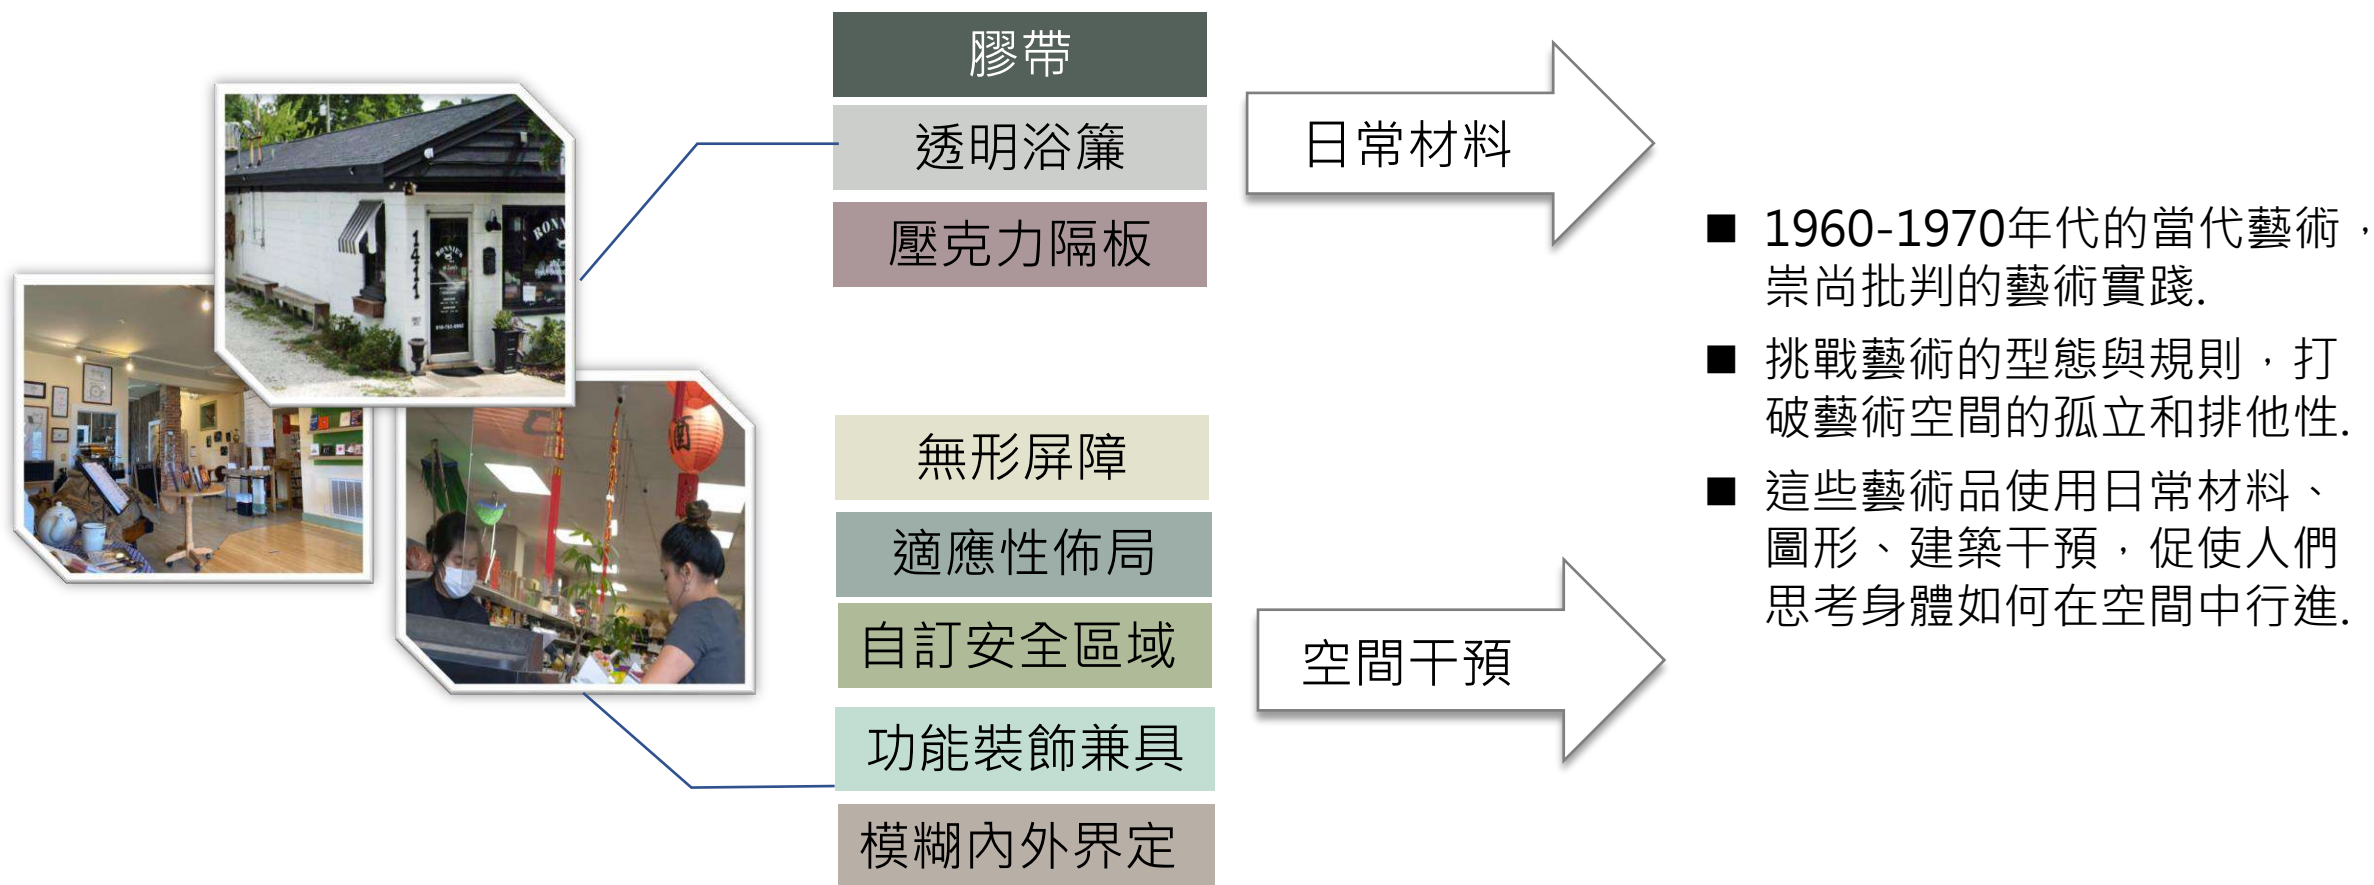 膠帶
透明浴簾
壓克力隔板
日常材料
無形屏障
適應性佈局
自訂安全區域
功能裝飾兼具
模糊內外界定
空間干預
■ 1960-1970年代的當代藝術，
崇尚批判的藝術實踐.
■ 挑戰藝術的型態與規則，打
破藝術空間的孤立和排他性.
■ 這些藝術品使用日常材料、
圖形、建築干預，促使人們
思考身體如何在空間中行進.
1411
酒